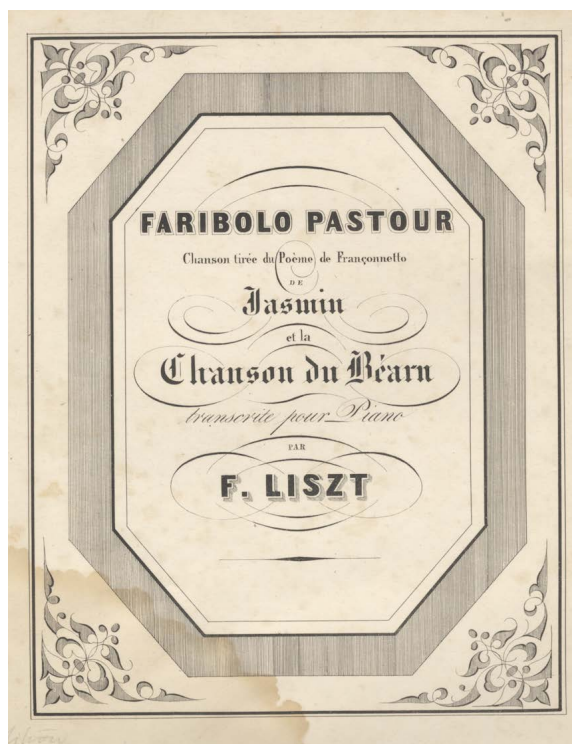 FARIBOLO PASTOUR
Chanson tirée du Poème de Françonnetto
DE
Jasmin
et la
Chanson du Béarn
transcrite pour Piano
PAR
F. LISZT